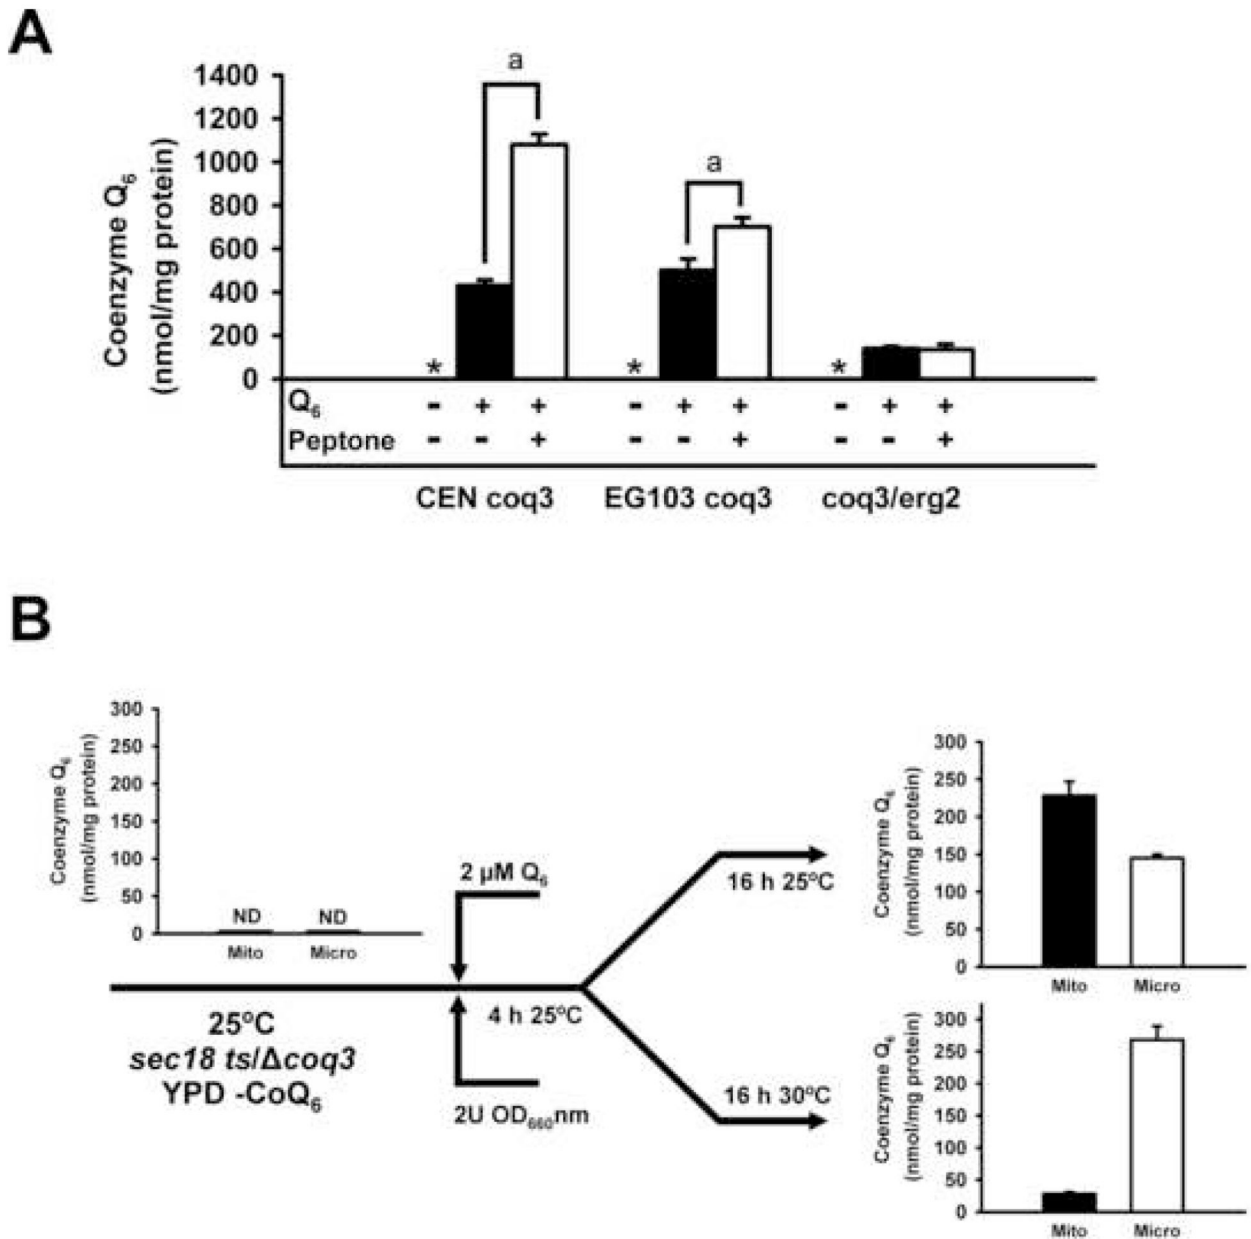 A
a
1400
1200
1000
800
600
400
200
0
Coenzyme Q6
(nmol/mg protein)
a
* * *
Q6 - + + - + + - + +
Peptone - - + - - + - - +
CEN coq3 EG103 coq3 coq3/erg2
B
300
250
200
150
100
50
0
Coenzyme Q6
(nmol/mg protein)
ND ND
Mito Micro
25ºC
sec18 ts/Δcoq3
YPD -CoQ6
2 µM Q6
4 h 25ºC
2U OD660nm
16 h 25ºC
16 h 30ºC
300
250
200
150
100
50
0
Coenzyme Q6
(nmol/mg protein)
Mito Micro
300
250
200
150
100
50
0
Coenzyme Q6
(nmol/mg protein)
Mito Micro